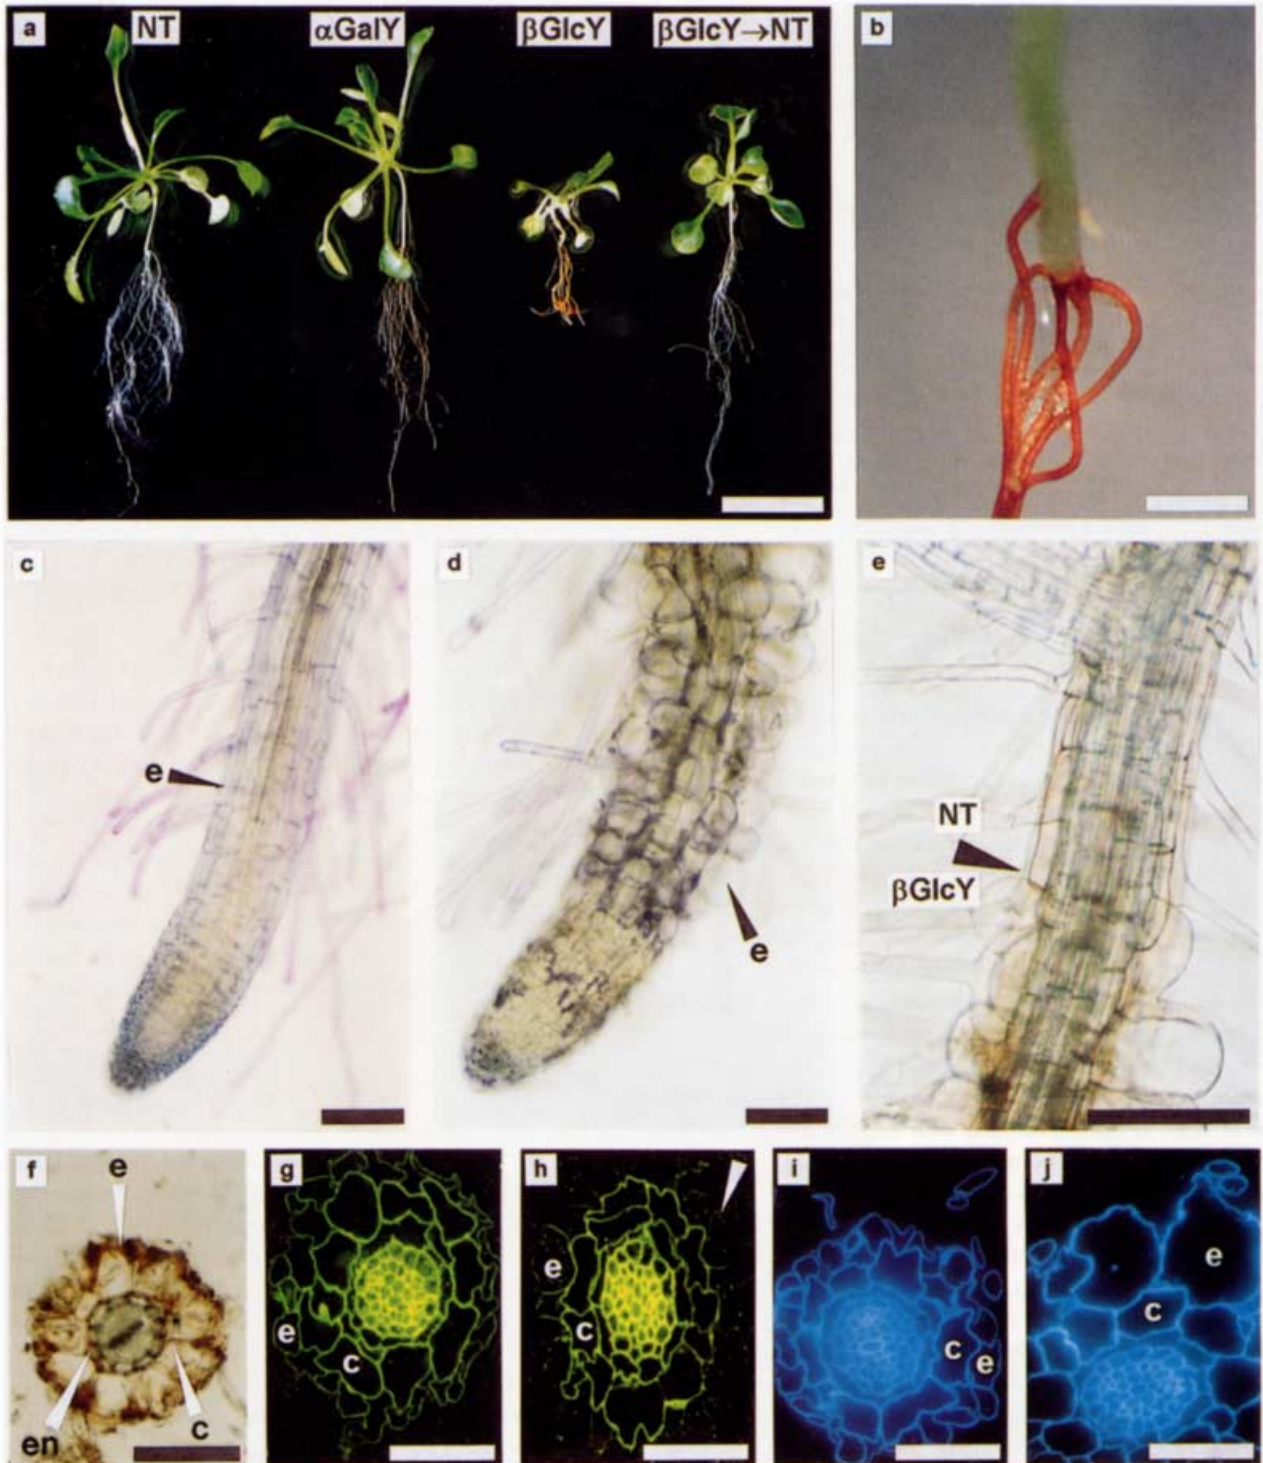 a NT αGalY βGlcY βGlcY→NT b
c d e
e
NT
βGlcY
e
f e g h i j
e c e c c e e c
en c